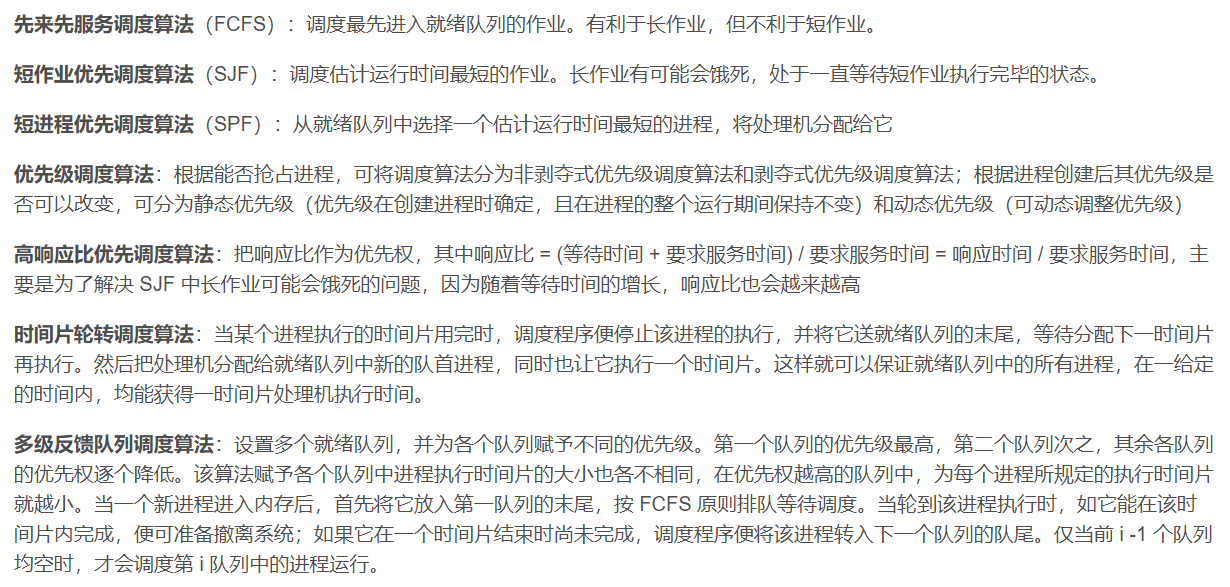 先来先服务调度算法（FCFS）：调度最先进入就绪队列的作业。有利于长作业，但不利于短作业。
短作业优先调度算法（SJF）：调度估计运行时间最短的作业。长作业有可能会饿死，处于一直等待短作业执行完毕的状态。
短进程优先调度算法（SPF）：从就绪队列中选择一个估计运行时间最短的进程，将处理机分配给它
优先级调度算法：根据能否抢占进程，可将调度算法分为非剥夺式优先级调度算法和剥夺式优先级调度算法；根据进程创建后其优先级是
否可以改变，可分为静态优先级（优先级在创建进程时确定，且在进程的整个运行期间保持不变）和动态优先级（可动态调整优先级）
高响应比优先调度算法：把响应比作为优先权，其中响应比 = (等待时间 + 要求服务时间) / 要求服务时间 = 响应时间 / 要求服务时间，主
要是为了解决 SJF 中长作业可能会饿死的问题，因为随着等待时间的增长，响应比也会越来越高
时间片轮转调度算法：当某个进程执行的时间片用完时，调度程序便停止该进程的执行，并将它送就绪队列的末尾，等待分配下一时间片
再执行。然后把处理机分配给就绪队列中新的队首进程，同时也让它执行一个时间片。这样就可以保证就绪队列中的所有进程，在一给定
的时间内，均能获得一时间片处理机执行时间。
多级反馈队列调度算法：设置多个就绪队列，并为各个队列赋予不同的优先级。第一个队列的优先级最高，第二个队列次之，其余各队列
的优先权逐个降低。该算法赋予各个队列中进程执行时间片的大小也各不相同，在优先权越高的队列中，为每个进程所规定的执行时间片
就越小。当一个新进程进入内存后，首先将它放入第一队列的末尾，按 FCFS 原则排队等待调度。当轮到该进程执行时，如它能在该时
间片内完成，便可准备撤离系统；如果它在一个时间片结束时尚未完成，调度程序便将该进程转入下一个队列的队尾。仅当前 i -1 个队列
均空时，才会调度第 i 队列中的进程运行。